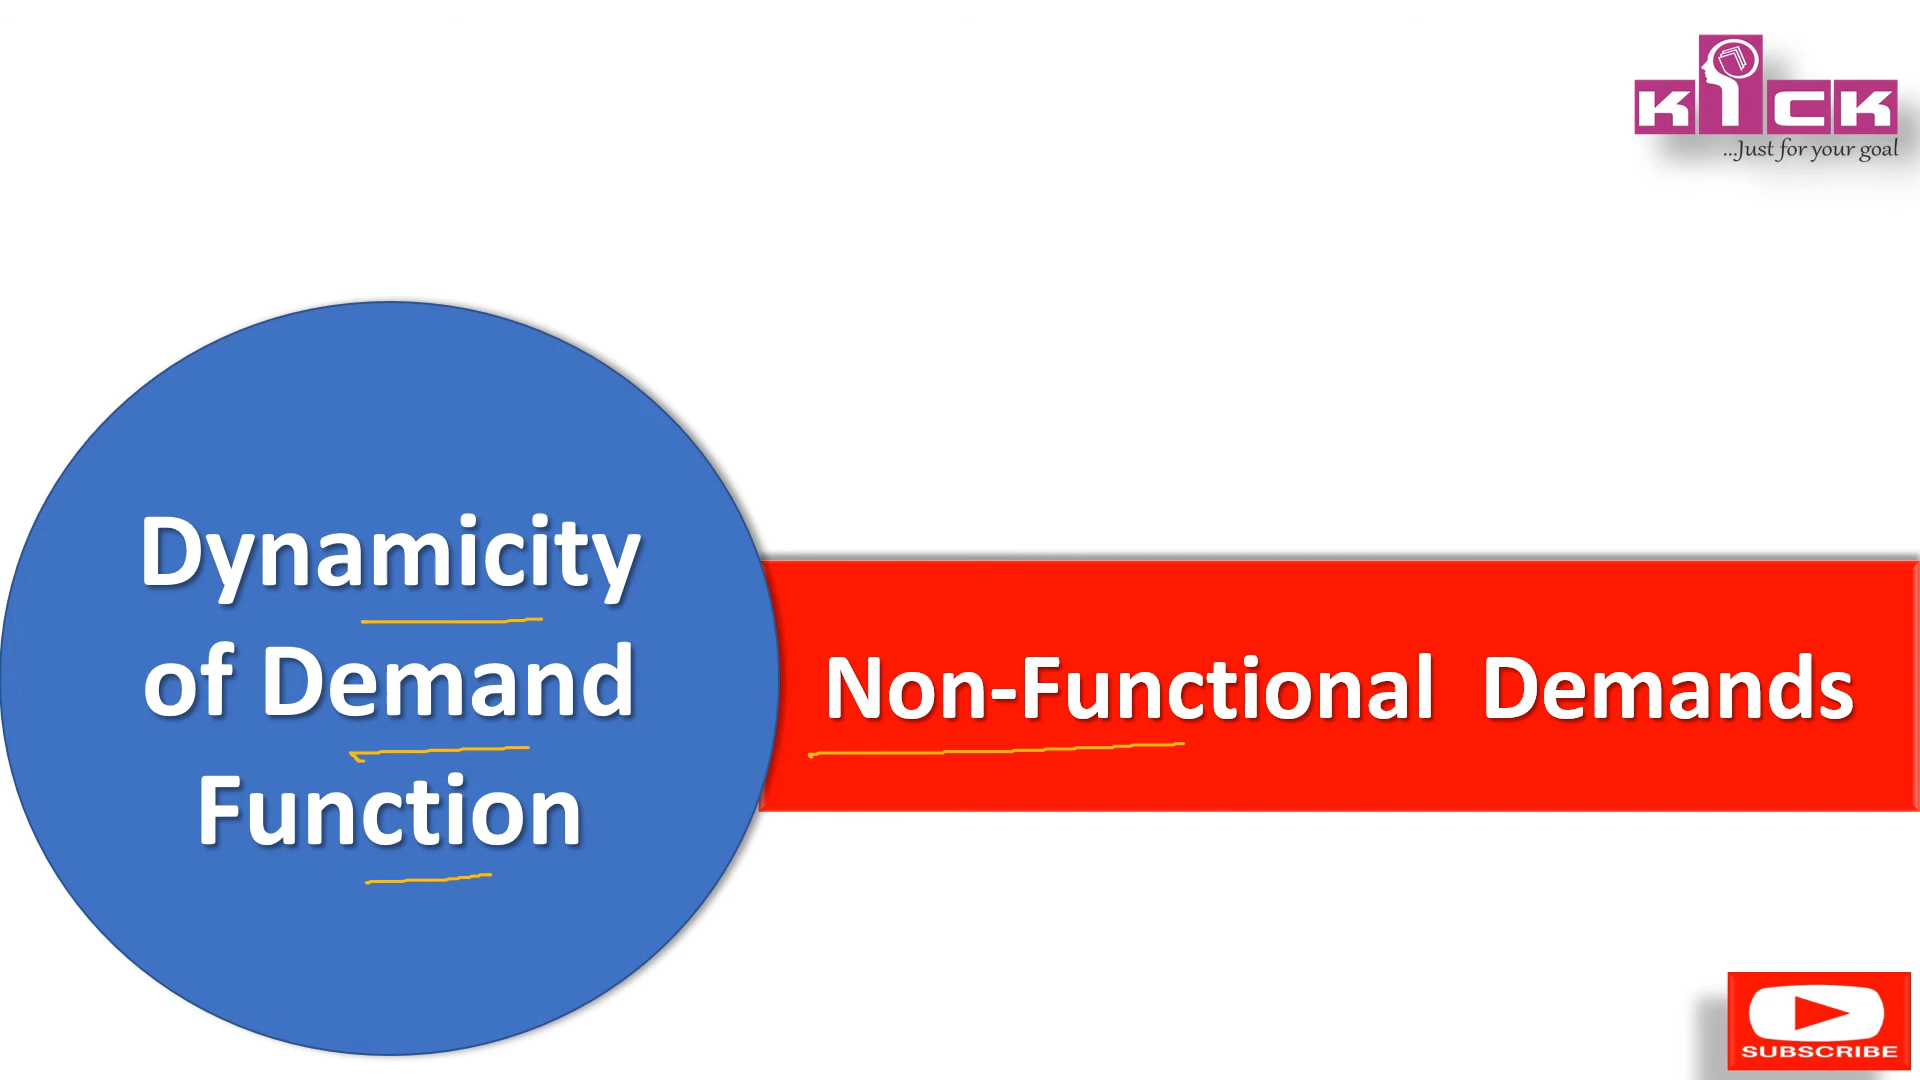 KICK
...Just for your goal
Dynamicity
of Demand
Function
Non-Functional Demands
SUBSCRIBE